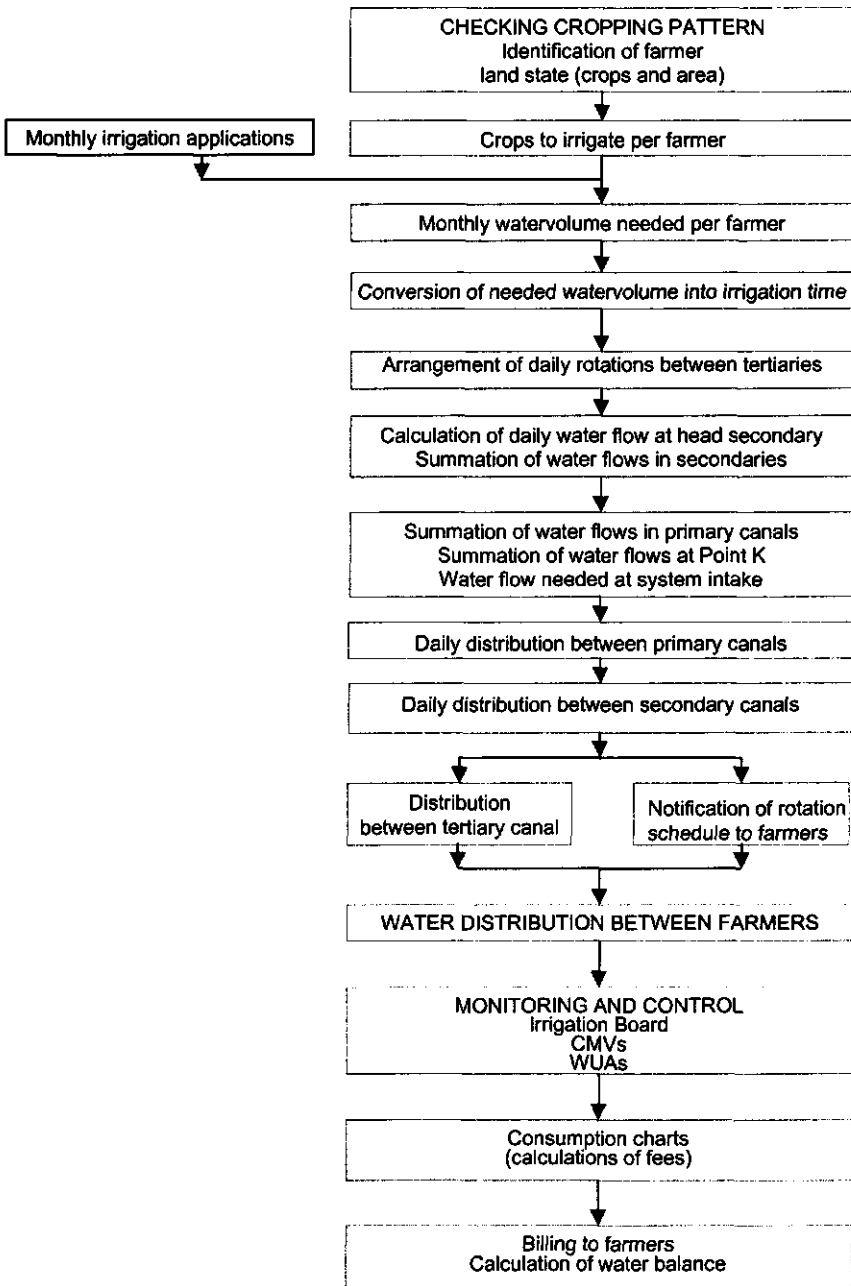 CHECKING CROPPING PATTERN
Identification of farmer
land state (crops and area)
Monthly irrigation applications
Crops to irrigate per farmer
Monthly watervolume needed per farmer
Conversion of needed watervolume into irrigation time
Arrangement of daily rotations between tertiaries
Calculation of daily water flow at head secondary
Summation of water flows in secondaries
Summation of water flows in primary canals
Summation of water flows at Point K
Water flow needed at system intake
Daily distribution between primary canals
Daily distribution between secondary canals
Distribution
between tertiary canal
Notification of rotation
schedule to farmers
WATER DISTRIBUTION BETWEEN FARMERS
MONITORING AND CONTROL
Irrigation Board
CMVs
WUAs
Consumption charts
(calculations of fees)
Billing to farmers
Calculation of water balance